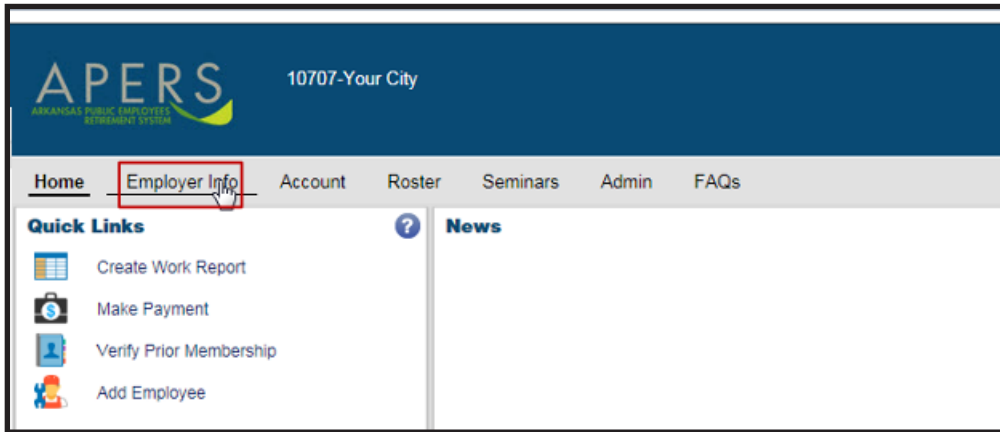 APERS
ARKANSAS PUBLIC EMPLOYEES
RETIREMENT SYSTEM
10707-Your City
Home Employer Info Account Roster Seminars Admin FAQs
Quick Links ?
Create Work Report
Make Payment
Verify Prior Membership
Add Employee
News